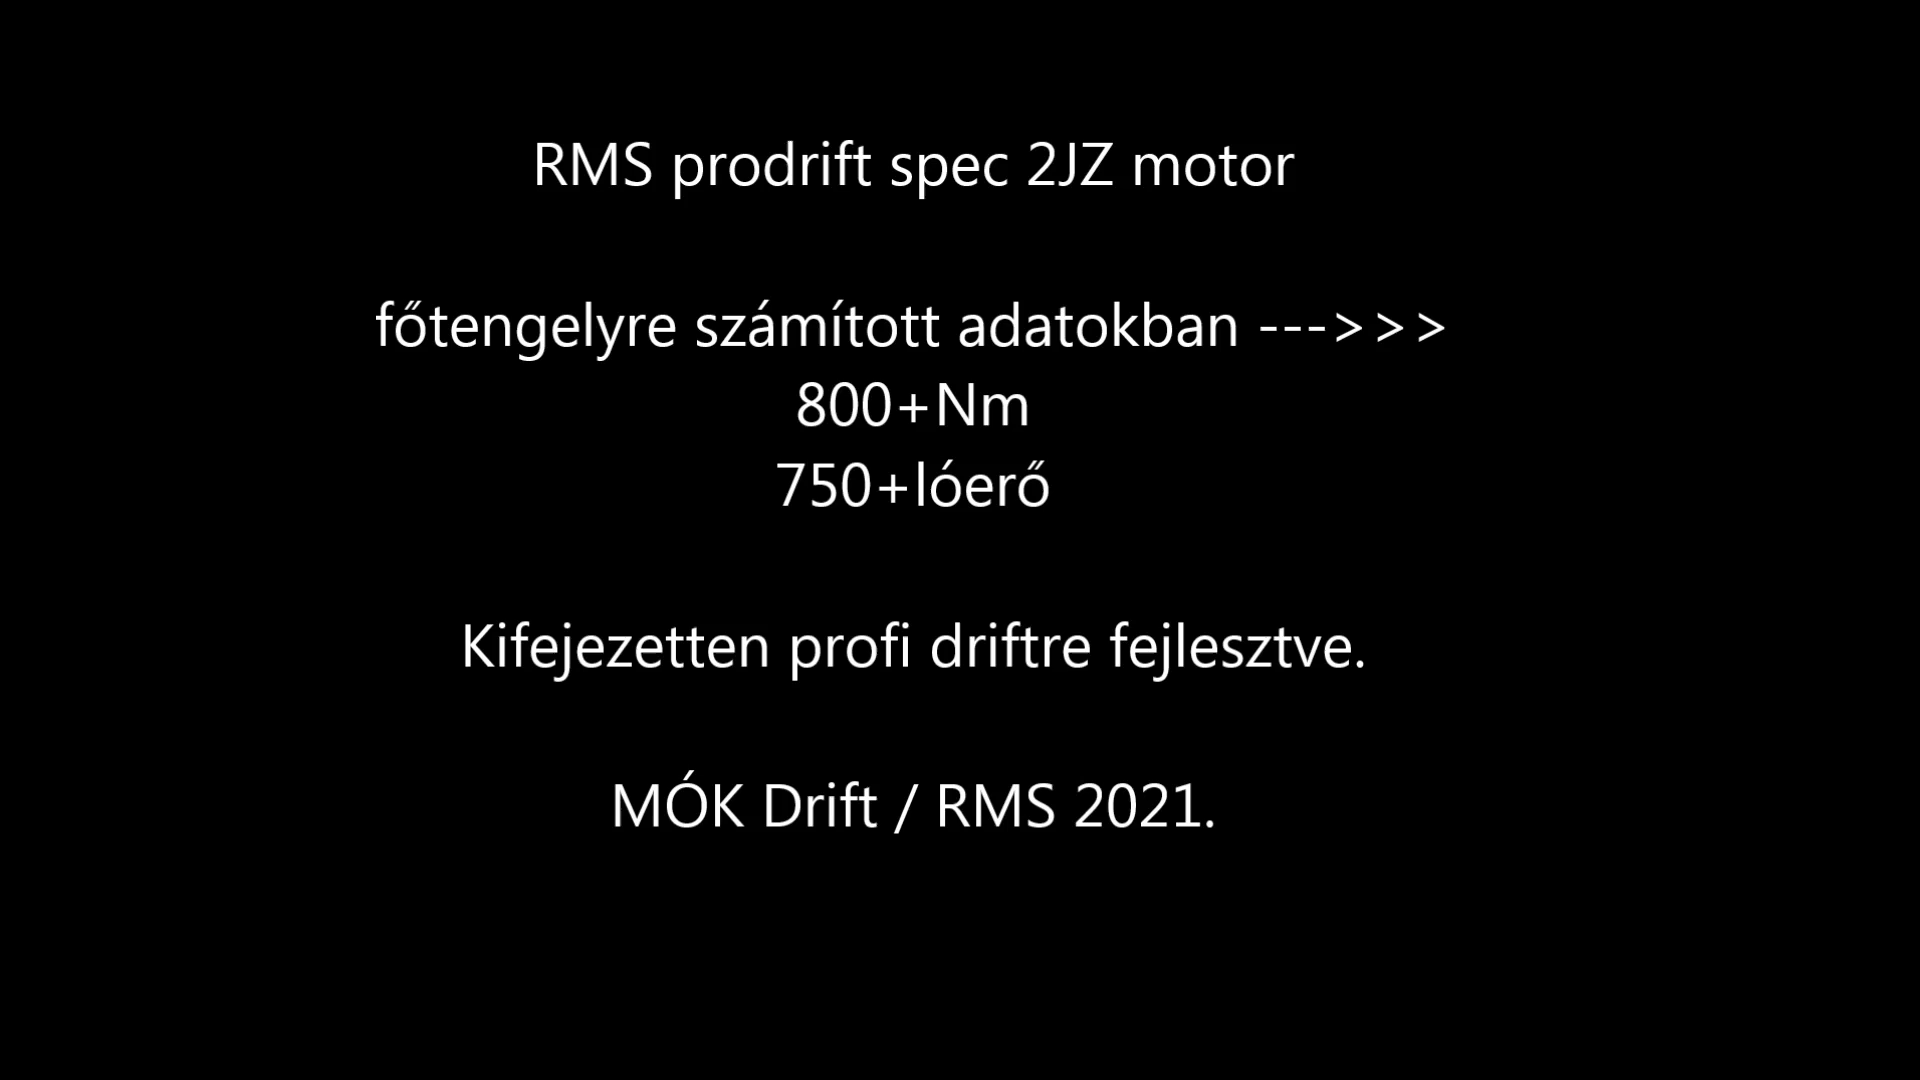 RMS prodrift spec 2JZ motor
főtengelyre számított adatokban --->>>
800+Nm
750+lóerő
Kifejezetten profi driftre fejlesztve.
MÓK Drift / RMS 2021.